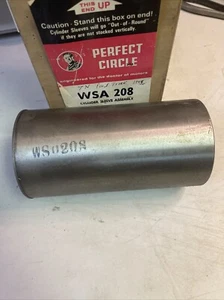 THIS
END UP
Caution - Stand this box on end!
Cylinder Sleeves will go "Out-of-Round"
if they are not stocked vertically.
PERFECT
CIRCLE
WSA 208
WS0208